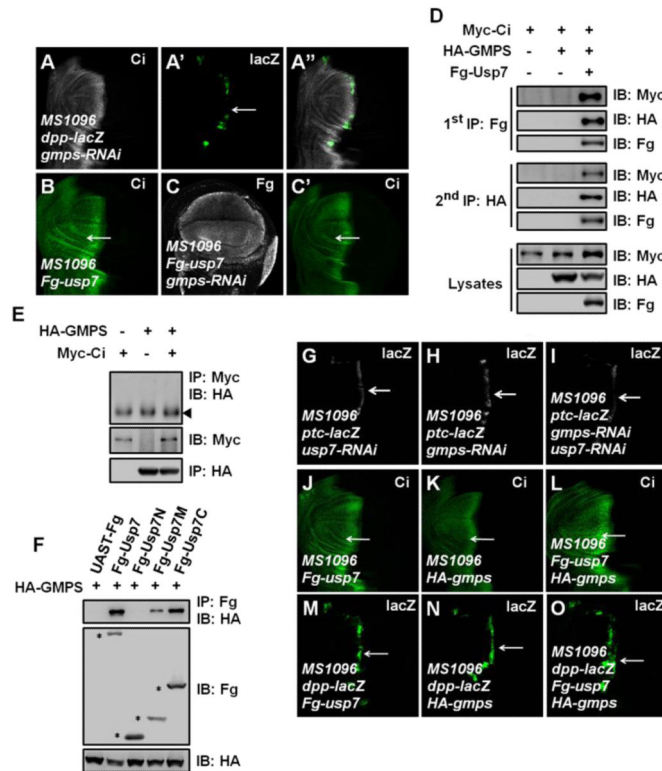 A Ci
MS1096
dpp-lacZ
gmps-RNAi
A' lacZ
A"
B Ci
MS1096
Fg-usp7
C Fg
MS1096
Fg-usp7
gmps-RNAi
C' Ci
D
Myc-Ci + + +
HA-GMPS - + +
Fg-Usp7 - - +
1st IP: Fg
IB: Myc
IB: HA
IB: Fg
2nd IP: HA
IB: Myc
IB: HA
IB: Fg
Lysates
IB: Myc
IB: HA
IB: Fg
E
HA-GMPS - + +
Myc-Ci + - +
IP: Myc
IB: HA
IB: Myc
IP: HA
F
UAST-Fg
Fg-Usp7
Fg-Usp7N
Fg-Usp7M
Fg-Usp7C
HA-GMPS + + + + +
IP: Fg
IB: HA
* * * *
IB: Fg
IB: HA
G lacZ
MS1096
ptc-lacZ
usp7-RNAi
H lacZ
MS1096
ptc-lacZ
gmps-RNAi
I lacZ
MS1096
ptc-lacZ
gmps-RNAi
usp7-RNAi
J Ci
MS1096
Fg-usp7
K Ci
MS1096
HA-gmps
L Ci
MS1096
Fg-usp7
HA-gmps
M lacZ
MS1096
dpp-lacZ
Fg-usp7
N lacZ
MS1096
dpp-lacZ
HA-gmps
O lacZ
MS1096
dpp-lacZ
Fg-usp7
HA-gmps